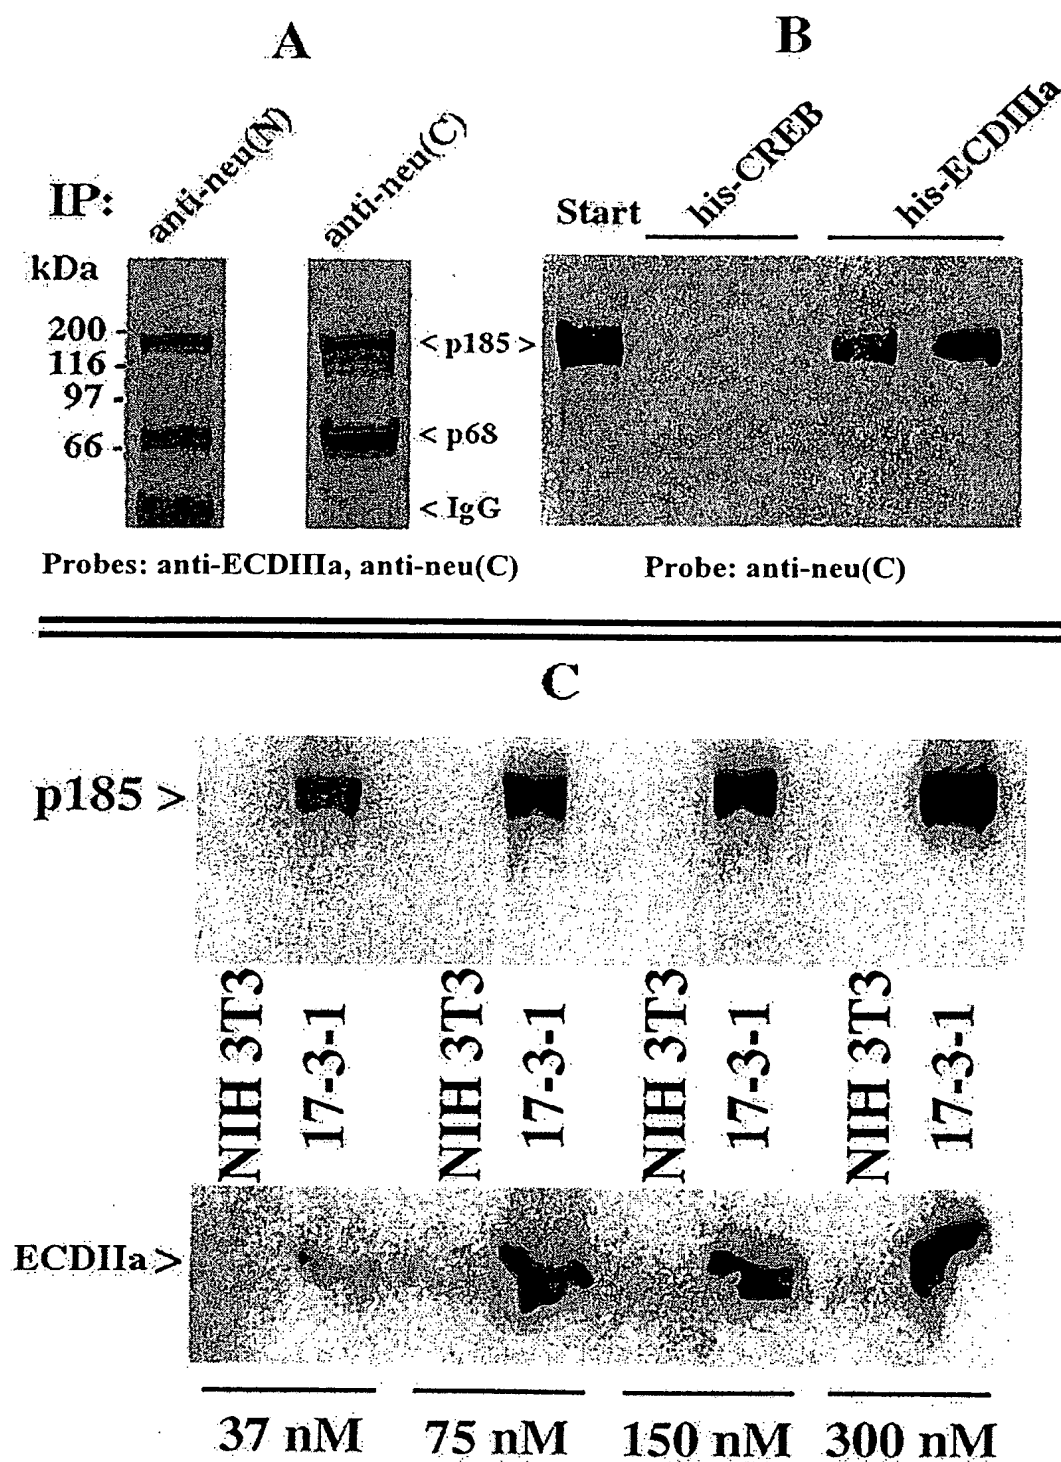 A
B
IP:
anti-neu(N)
anti-neu(C)
Start
his-CREB
his-ECDIIIa
kDa
200 -
116 -
97 -
66 -
< p185 >
< p68
< IgG
Probes: anti-ECDIIIa, anti-neu(C)
Probe: anti-neu(C)
C
p185 >
NIH 3T3
17-3-1
NIH 3T3
17-3-1
NIH 3T3
17-3-1
NIH 3T3
17-3-1
ECDIIa >
37 nM
75 nM
150 nM
300 nM